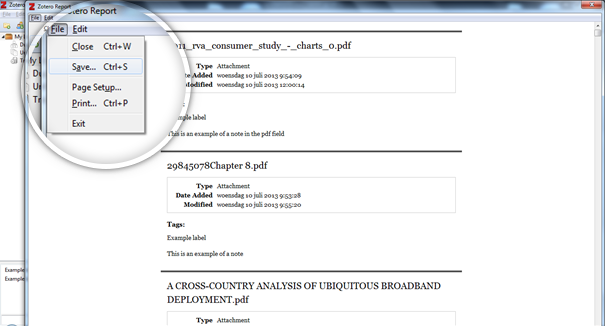 Zotero
Zotero Report
File Edit
File Edit
Close Ctrl+W
Save... Ctrl+S
Page Setup...
Print... Ctrl+P
Exit
My L
D
Un
Tr
11_rva_consumer_study_-_charts_0.pdf
Type Attachment
Date Added woensdag 10 juli 2013 9:54:09
Modified woensdag 10 juli 2013 12:00:14
ample label
This is an example of a note in the pdf field
29845078Chapter 8.pdf
Type Attachment
Date Added woensdag 10 juli 2013 9:53:28
Modified woensdag 10 juli 2013 9:55:20
Tags:
Example label
This is an example of a note
A CROSS-COUNTRY ANALYSIS OF UBIQUITOUS BROADBAND
DEPLOYMENT.pdf
Type Attachment
Example
Example